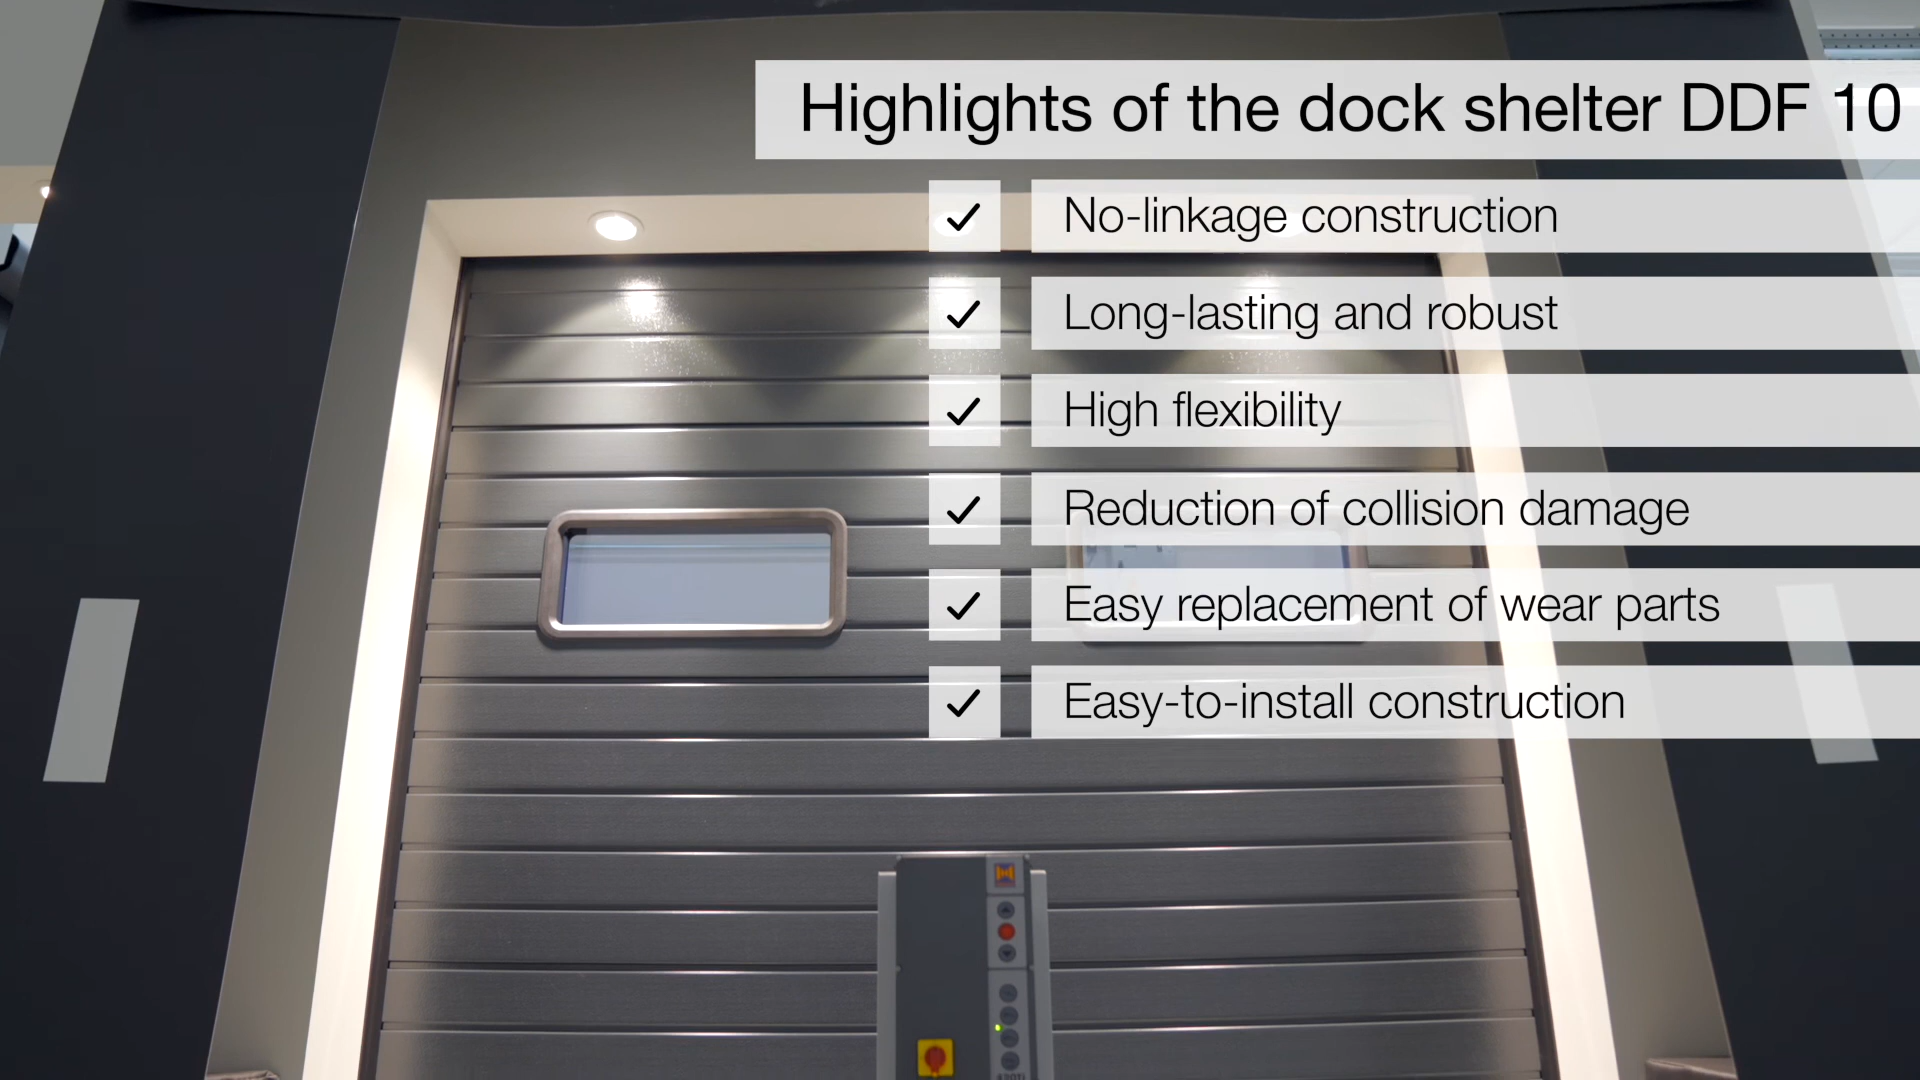 Highlights of the dock shelter DDF 10
No-linkage construction
Long-lasting and robust
High flexibility
Reduction of collision damage
Easy replacement of wear parts
Easy-to-install construction